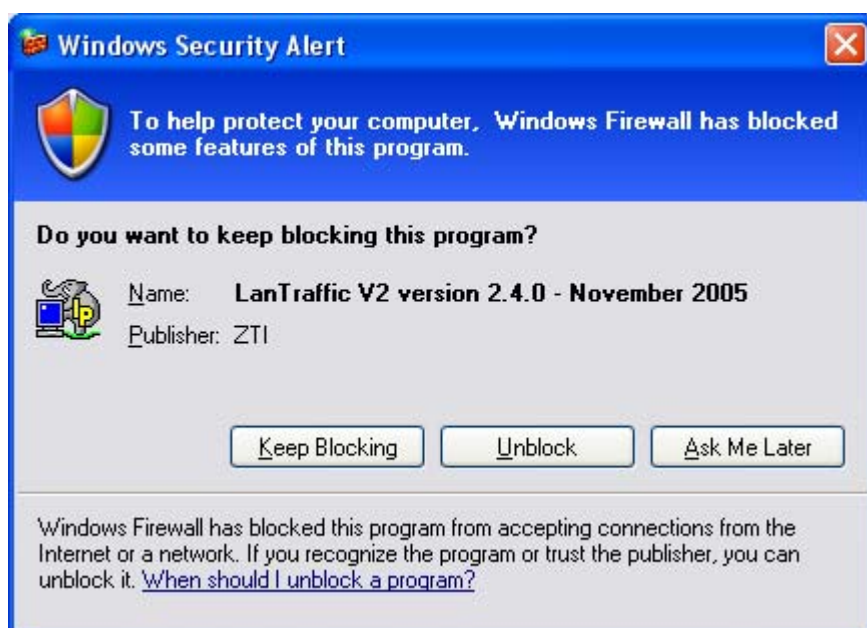 Windows Security Alert
To help protect your computer, Windows Firewall has blocked
some features of this program.
Do you want to keep blocking this program?
IP
Name: LanTraffic V2 version 2.4.0 - November 2005
Publisher: ZTI
Keep Blocking Unblock Ask Me Later
Windows Firewall has blocked this program from accepting connections from the
Internet or a network. If you recognize the program or trust the publisher, you can
unblock it. When should I unblock a program?